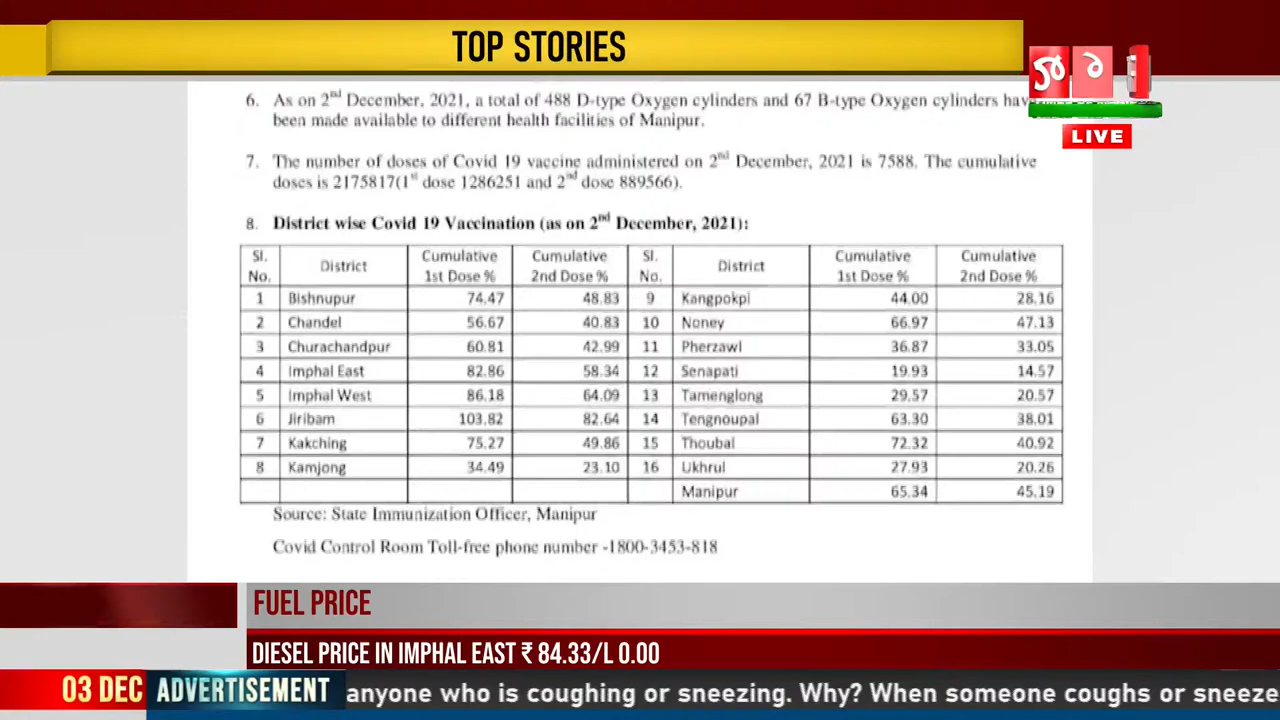 TOP STORIES
LIVE
6. As on 2nd December, 2021, a total of 488 D-type Oxygen cylinders and 67 B-type Oxygen cylinders hav
been made available to different health facilities of Manipur.
7. The number of doses of Covid 19 vaccine administered on 2nd December, 2021 is 7588. The cumulative
doses is 2175817(1st dose 1286251 and 2nd dose 889566).
8. District wise Covid 19 Vaccination (as on 2nd December, 2021):
Sl. No. District Cumulative 1st Dose % Cumulative 2nd Dose % Sl. No. District Cumulative 1st Dose % Cumulative 2nd Dose %
1 Bishnupur 74.47 48.83 9 Kangpokpi 44.00 28.16
2 Chandel 56.67 40.83 10 Noney 66.97 47.13
3 Churachandpur 60.81 42.99 11 Pherzawl 36.87 33.05
4 Imphal East 82.86 58.34 12 Senapati 19.93 14.57
5 Imphal West 86.18 64.09 13 Tamenglong 29.57 20.57
6 Jiribam 103.82 82.64 14 Tengnoupal 63.30 38.01
7 Kakching 75.27 49.86 15 Thoubal 72.32 40.92
8 Kamjong 34.49 23.10 16 Ukhrul 27.93 20.26
Manipur 65.34 45.19
Source: State Immunization Officer, Manipur
Covid Control Room Toll-free phone number -1800-3453-818
FUEL PRICE
DIESEL PRICE IN IMPHAL EAST ₹ 84.33/L 0.00
03 DEC ADVERTISEMENT anyone who is coughing or sneezing. Why? When someone coughs or sneeze